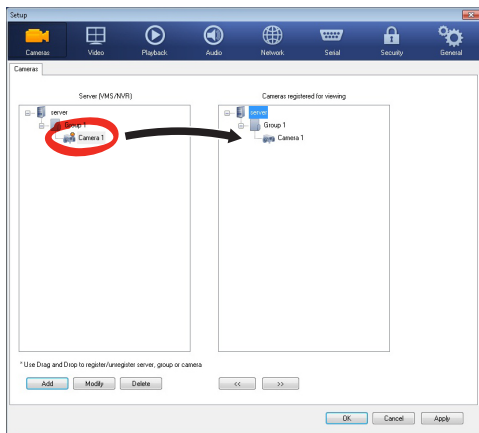 Setup
Cameras Video Playback Audio Network Serial Security General
Cameras
Server (VMS/NVR) Cameras registered for viewing
server server
Group 1 Group 1
Camera 1 Camera 1
* Use Drag and Drop to register/unregister server, group or camera
Add Modify Delete << >>
OK Cancel Apply